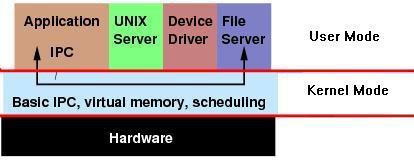 Application
UNIX Server
Device Driver
File Server
User Mode
IPC
Kernel Mode
Basic IPC, virtual memory, scheduling
Hardware